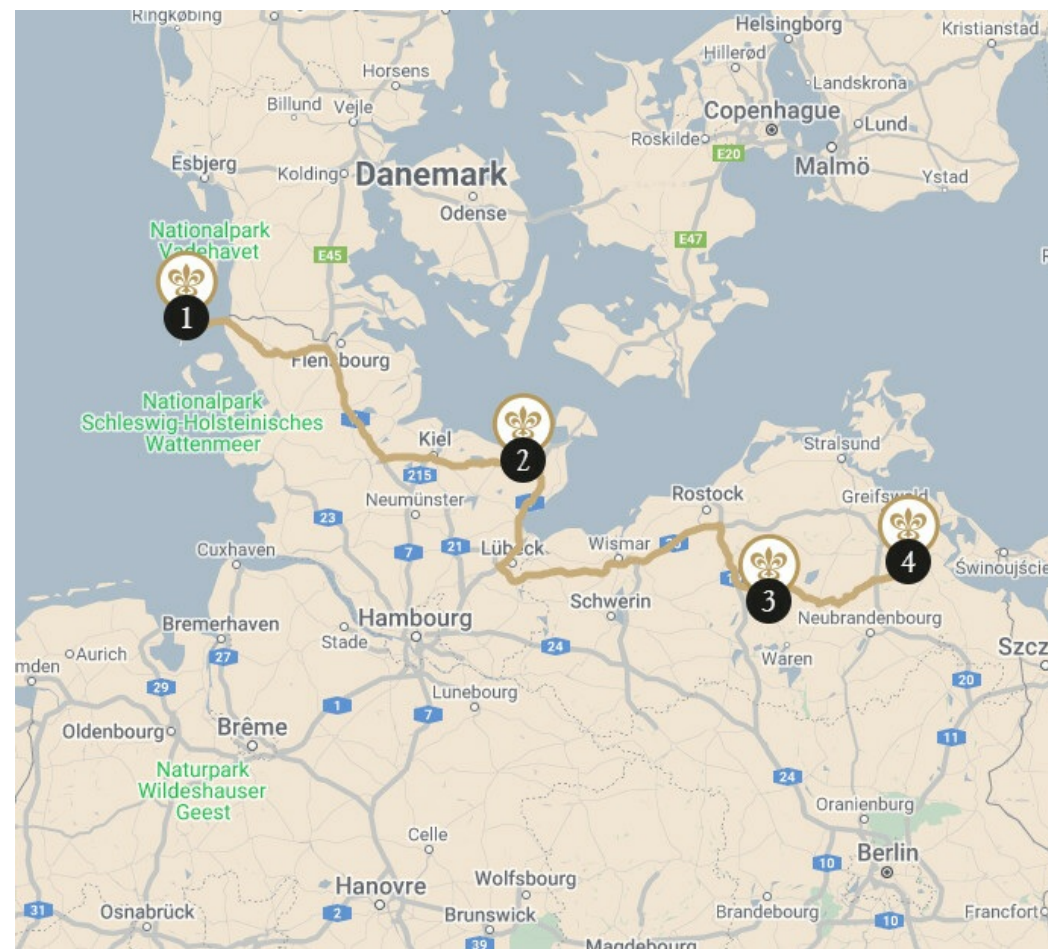 Ringkøbing
Helsingborg
Kristianstad
Hillerød
Horsens
Landskrona
Billund
Vejle
Copenhague
Lund
Roskilde
E20
Malmö
Esbjerg
Kolding
Danemark
Ystad
Odense
Nationalpark
Vadehavet
E45
E47
1
Flensbourg
Nationalpark
Schleswig-Holsteinisches
Wattenmeer
Kiel
2
215
Stralsund
Neumünster
Rostock
Greifswald
23
7
21
Lübeck
Wismar
20
4
Świnoujście
Cuxhaven
3
Schwerin
Hambourg
Neubrandenbourg
Bremerhaven
Stade
24
Waren
Aurich
27
29
Lunebourg
20
1
7
Oldenbourg
Brême
11
Naturpark
Wildeshauser
Geest
24
Oranienburg
Celle
Berlin
10
Hanovre
Wolfsbourg
31
Osnabrück
2
Brunswick
Brandebourg
10
Francfort
39
Magdebourg